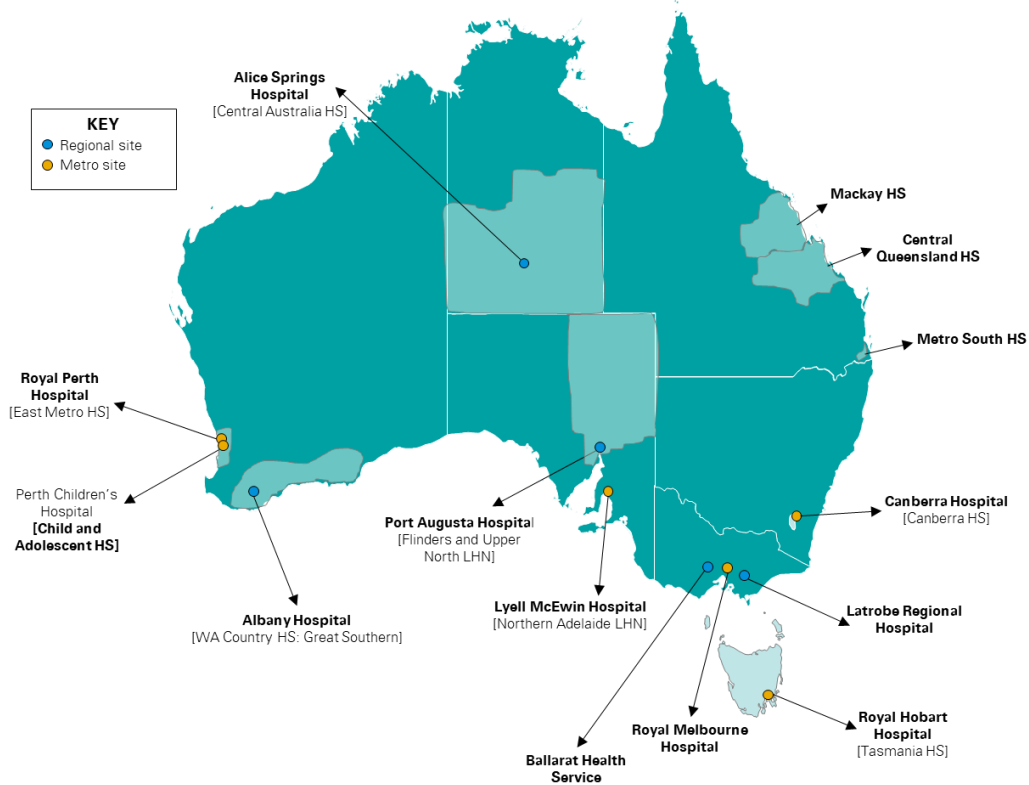 Alice Springs
Hospital
[Central Australia HS]
KEY
Regional site
Metro site
Mackay HS
Central
Queensland HS
Metro South HS
Royal Perth
Hospital
[East Metro HS]
Perth Children's
Hospital
[Child and
Adolescent HS]
Port Augusta Hospital
[Flinders and Upper
North LHN]
Canberra Hospital
[Canberra HS]
Albany Hospital
[WA Country HS: Great Southern]
Lyell McEwin Hospital
[Northern Adelaide LHN]
Latrobe Regional
Hospital
Royal Melbourne
Hospital
Royal Hobart
Hospital
[Tasmania HS]
Ballarat Health
Service